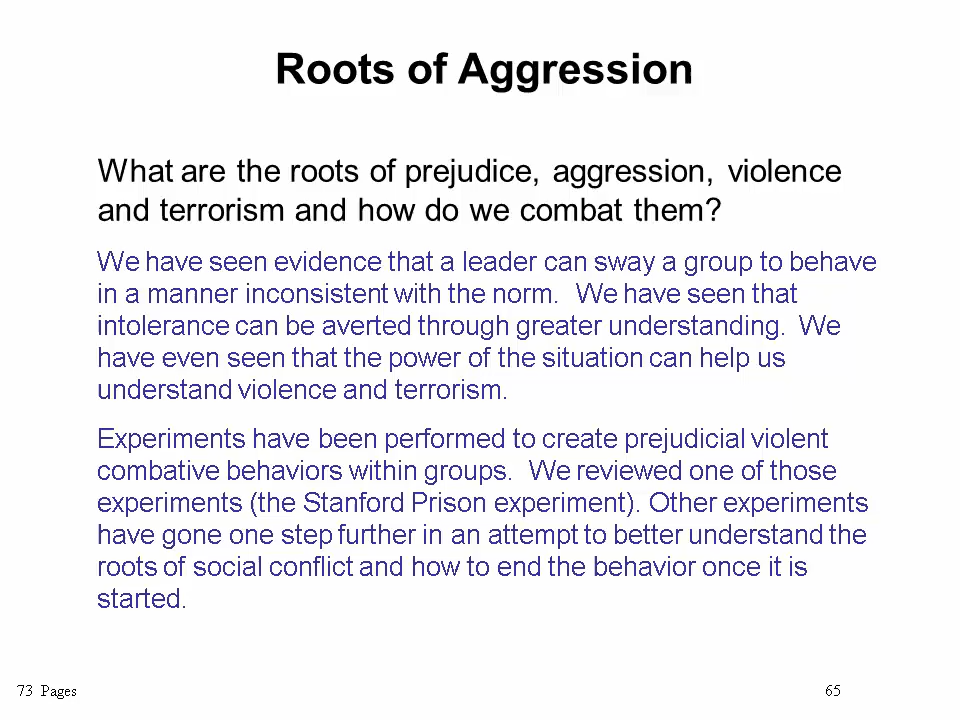 Roots of Aggression
What are the roots of prejudice, aggression, violence
and terrorism and how do we combat them?
We have seen evidence that a leader can sway a group to behave
in a manner inconsistent with the norm.  We have seen that
intolerance can be averted through greater understanding.  We
have even seen that the power of the situation can help us
understand violence and terrorism.
Experiments have been performed to create prejudicial violent
combative behaviors within groups.  We reviewed one of those
experiments (the Stanford Prison experiment). Other experiments
have gone one step further in an attempt to better understand the
roots of social conflict and how to end the behavior once it is
started.
73 Pages 65